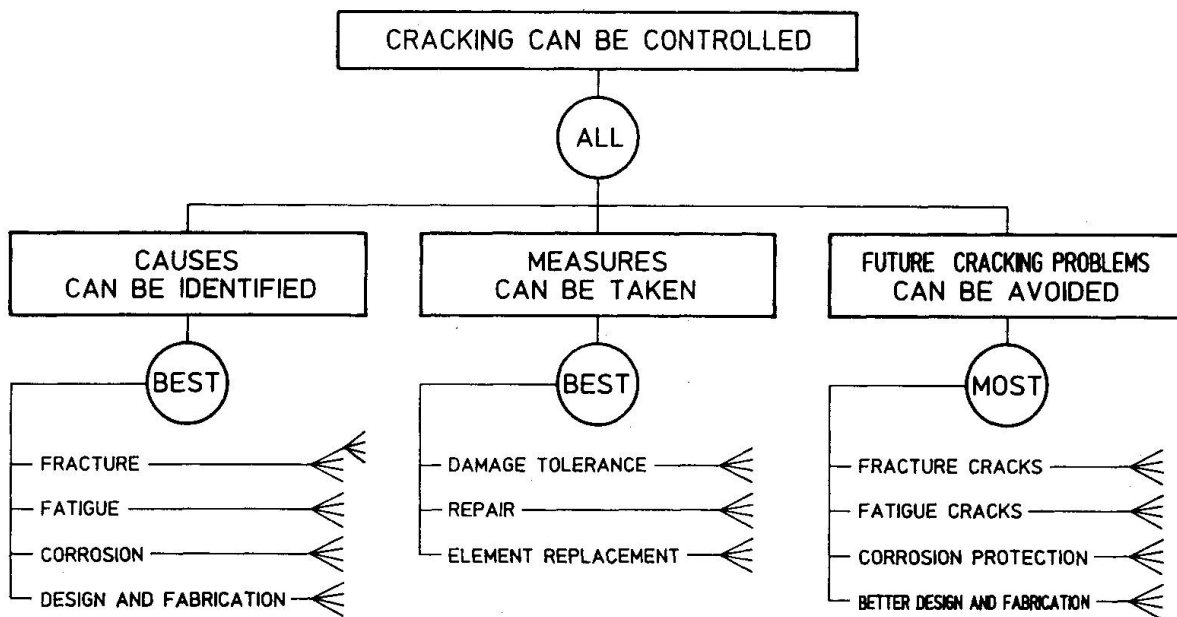 CRACKING CAN BE CONTROLLED
ALL
CAUSES
CAN BE IDENTIFIED
MEASURES
CAN BE TAKEN
FUTURE CRACKING PROBLEMS
CAN BE AVOIDED
BEST
BEST
MOST
FRACTURE
FATIGUE
CORROSION
DESIGN AND FABRICATION
DAMAGE TOLERANCE
REPAIR
ELEMENT REPLACEMENT
FRACTURE CRACKS
FATIGUE CRACKS
CORROSION PROTECTION
BETTER DESIGN AND FABRICATION